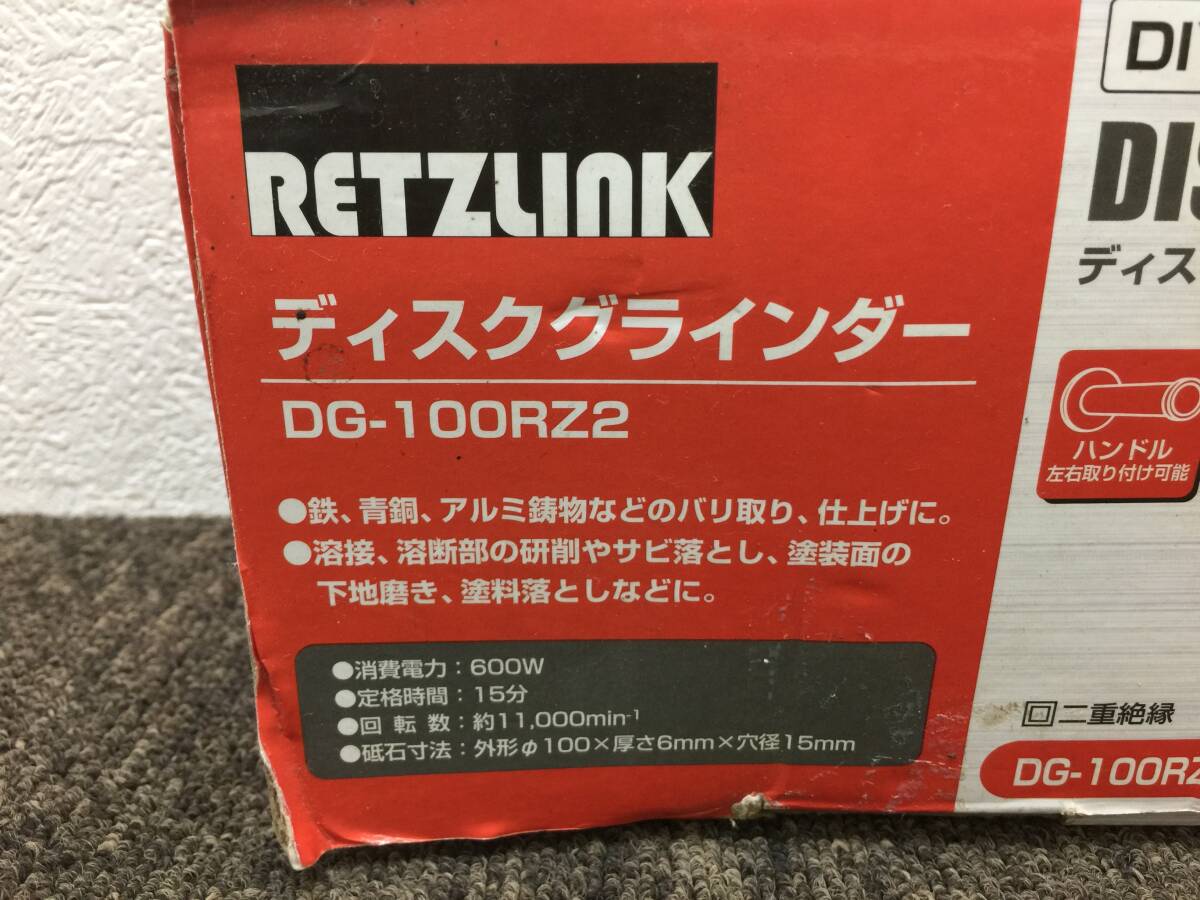 RETZLINK
ディスクグラインダー
DG-100RZ2
●鉄、青銅、アルミ鋳物などのバリ取り、仕上げに。
●溶接、溶断部の研削やサビ落とし、塗装面の
下地磨き、塗料落としなどに。
●消費電力：600W
●定格時間：15分
●回転数：約11,000min-1
●砥石寸法：外形φ100×厚さ6mm×穴径15mm
DI
DIS
ディス
ハンドル
左右取り付け可能
回二重絶縁
DG-100RZ